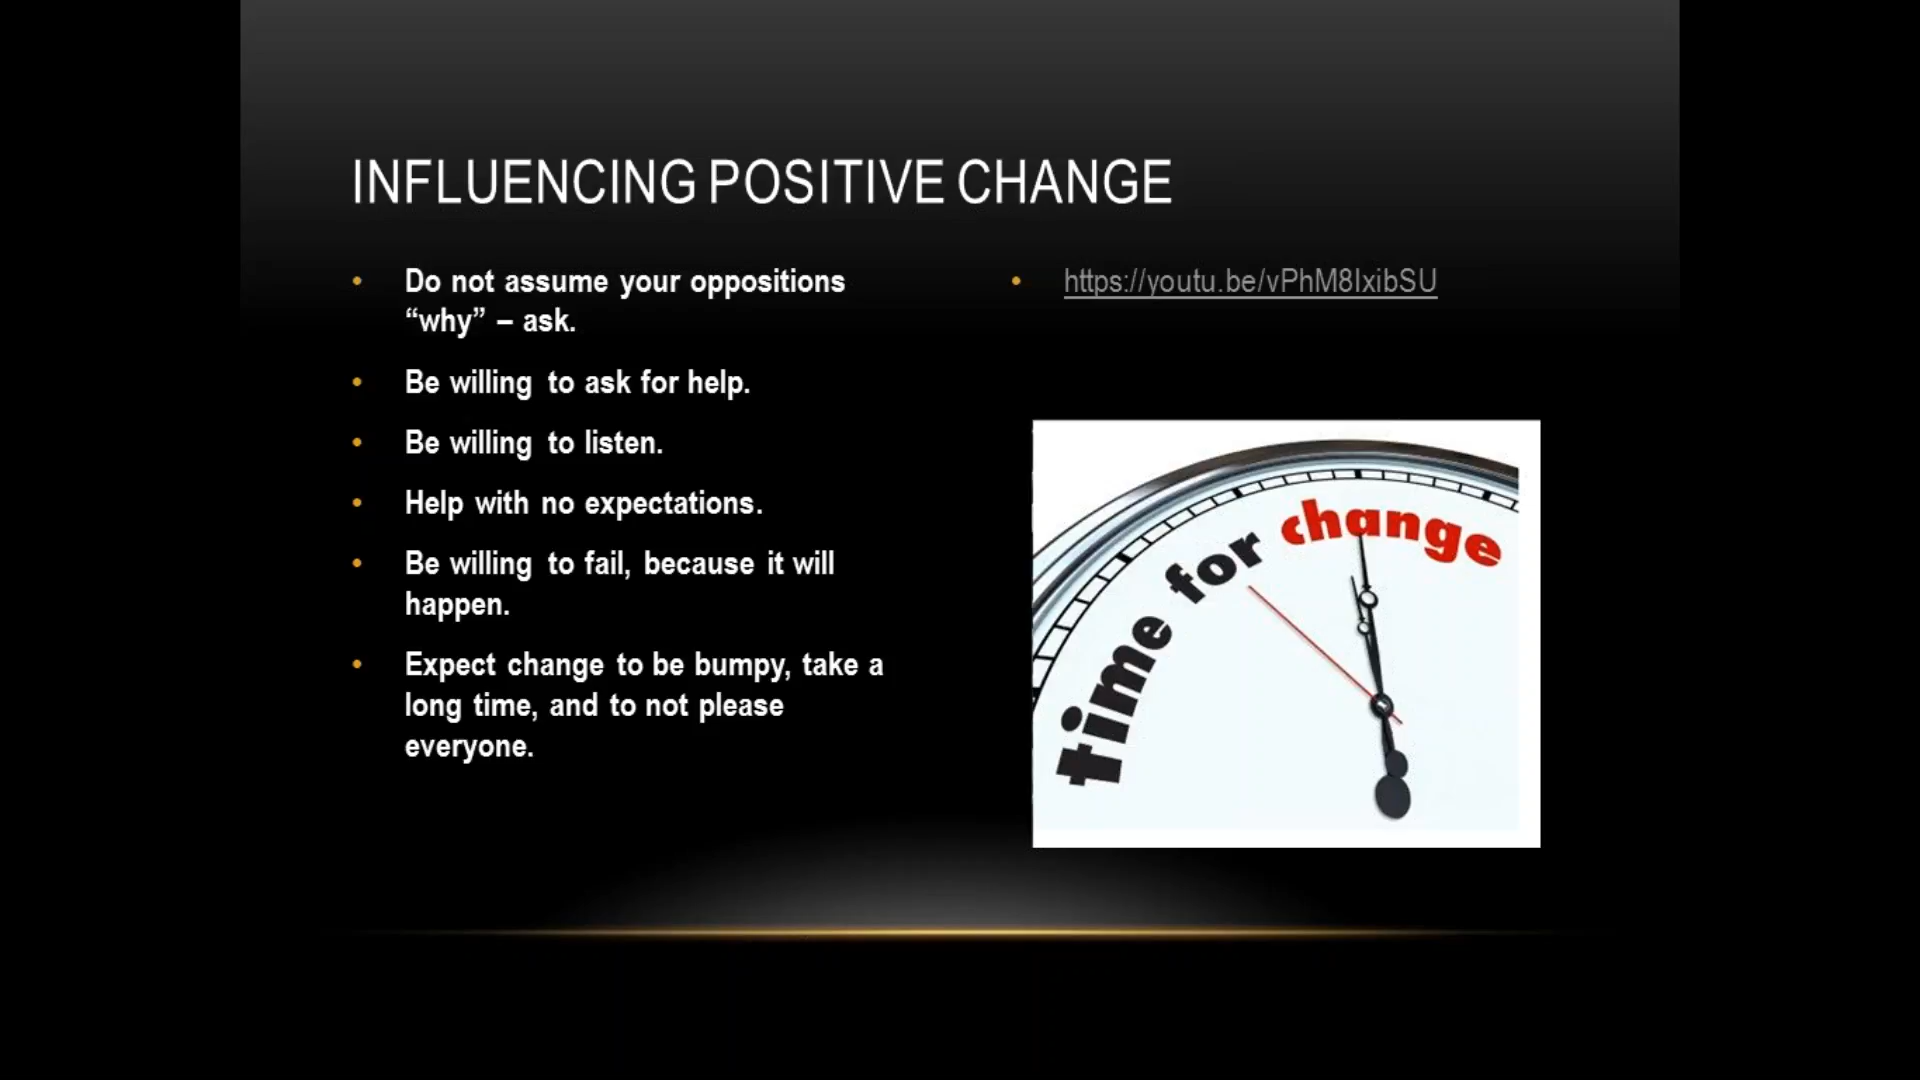 INFLUENCING POSITIVE CHANGE
• Do not assume your oppositions
“why” – ask.
• Be willing to ask for help.
• Be willing to listen.
• Help with no expectations.
• Be willing to fail, because it will
happen.
• Expect change to be bumpy, take a
long time, and to not please
everyone.
• https://youtu.be/vPhM8IxibSU
time for change